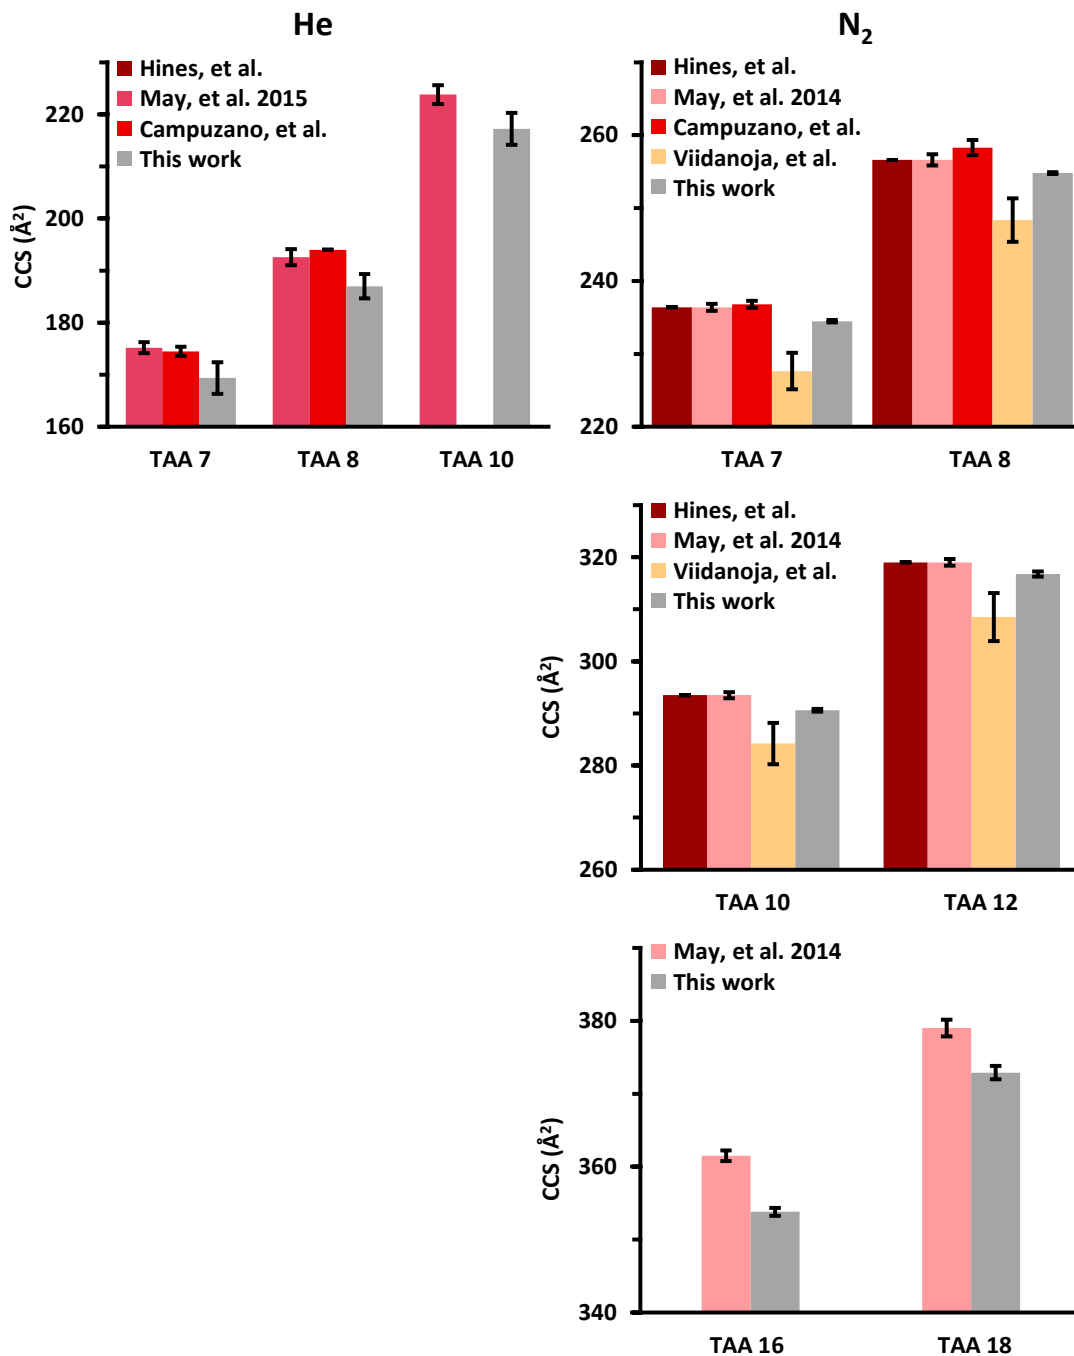 He
Hines, et al.
May, et al. 2015
Campuzano, et al.
This work
CCS (Å²)
220
200
180
160
TAA 7
TAA 8
TAA 10
N₂
Hines, et al.
May, et al. 2014
Campuzano, et al.
Viidanoja, et al.
This work
260
240
220
TAA 7
TAA 8
Hines, et al.
May, et al. 2014
Viidanoja, et al.
This work
CCS (Å²)
320
300
280
260
TAA 10
TAA 12
May, et al. 2014
This work
CCS (Å²)
380
360
340
TAA 16
TAA 18